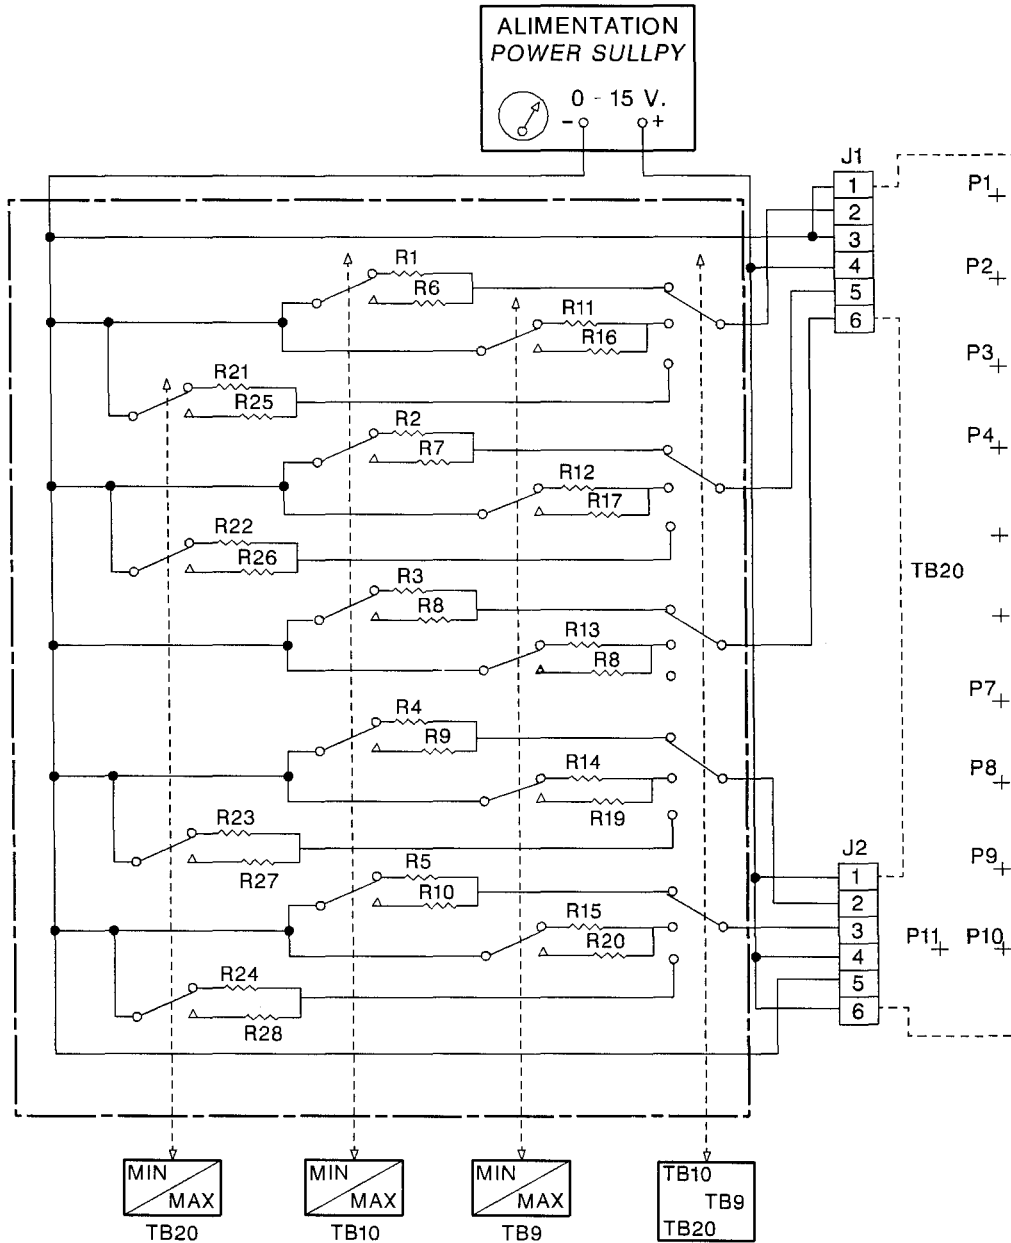 ALIMENTATION
POWER SULLPY
0 - 15 V.
- +
J1
1
2
3
4
5
6
P1
P2
P3
P4
TB20
P7
P8
P9
P11 P10
R1
R6
R11
R16
R21
R25
R2
R7
R12
R17
R22
R26
R3
R8
R13
R8
R4
R9
R14
R19
R23
R27
R5
R10
R15
R20
R24
R28
J2
1
2
3
4
5
6
MIN
MAX
TB20
MIN
MAX
TB10
MIN
MAX
TB9
TB10
TB9
TB20